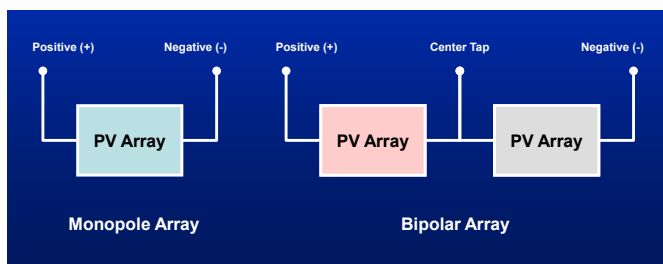 Positive (+)
Negative (-)
Positive (+)
Center Tap
Negative (-)
PV Array
PV Array
PV Array
Monopole Array
Bipolar Array